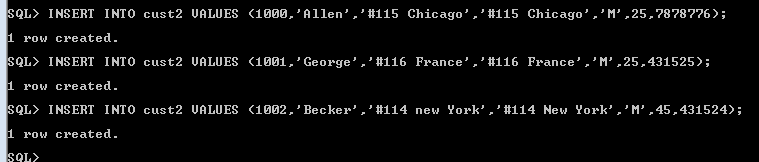 SQL> INSERT INTO cust2 VALUES (1000,'Allen','#115 Chicago','#115 Chicago','M',25,7878776);
1 row created.
SQL> INSERT INTO cust2 VALUES (1001,'George','#116 France','#116 France','M',25,431525);
1 row created.
SQL> INSERT INTO cust2 VALUES (1002,'Becker','#114 new York','#114 New York','M',45,431524);
1 row created.
SQL>